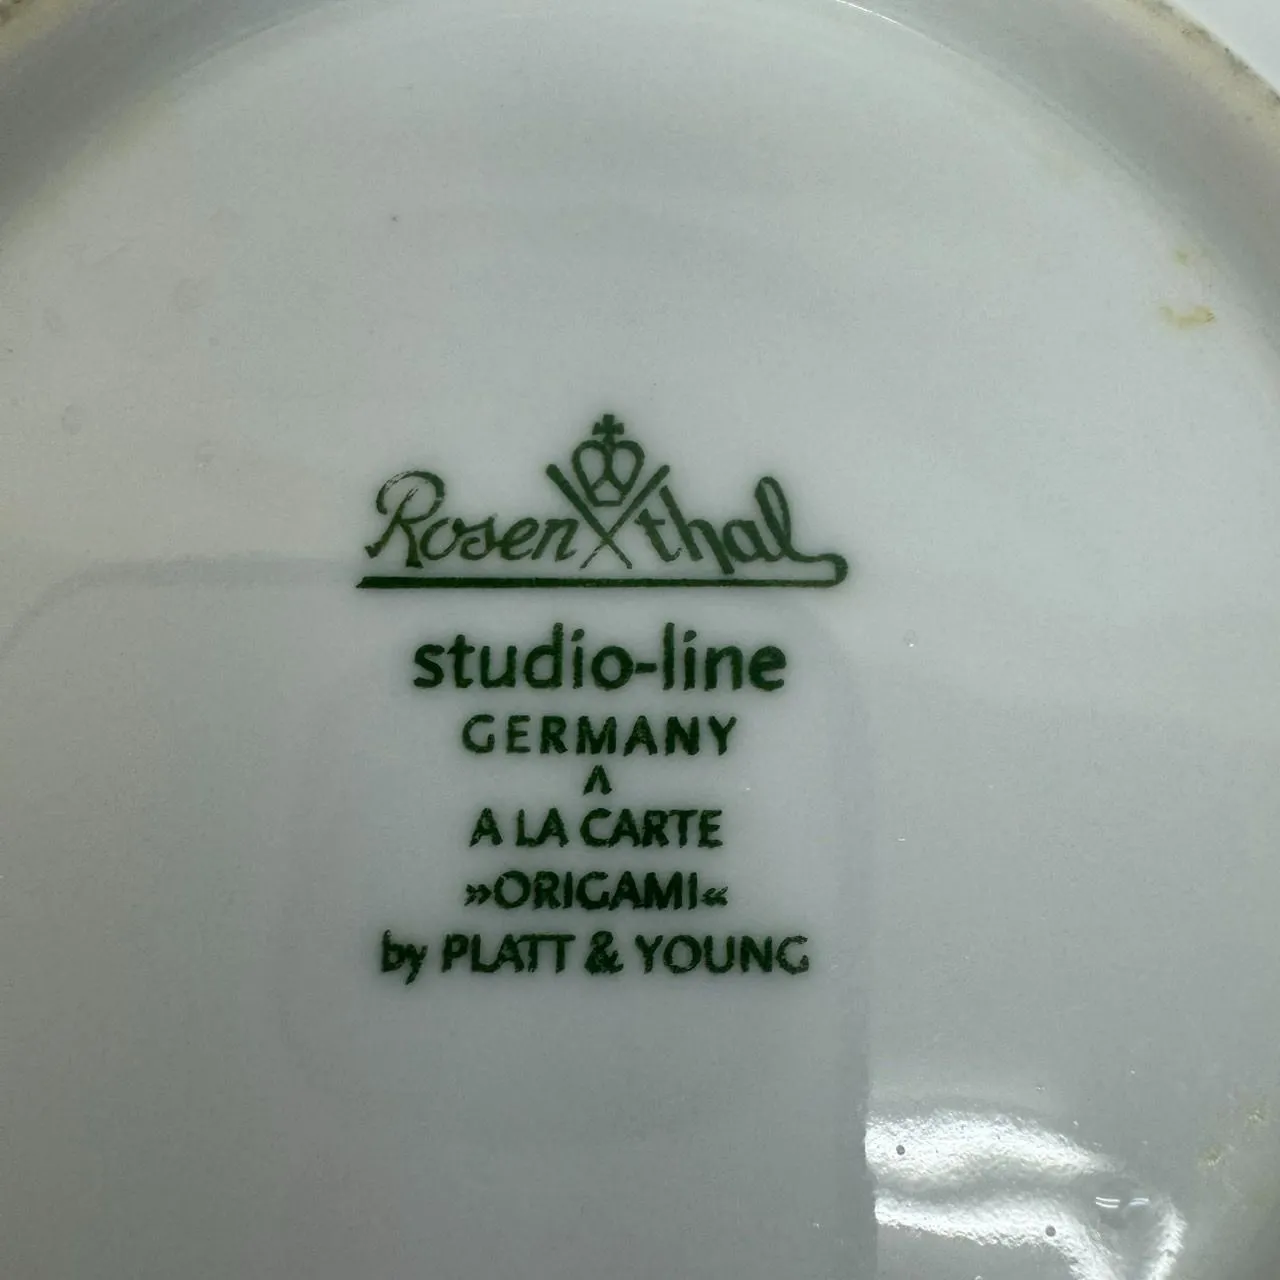 Rosenthal
studio-line
GERMANY
^
A LA CARTE
»ORIGAMI«
by PLATT & YOUNG